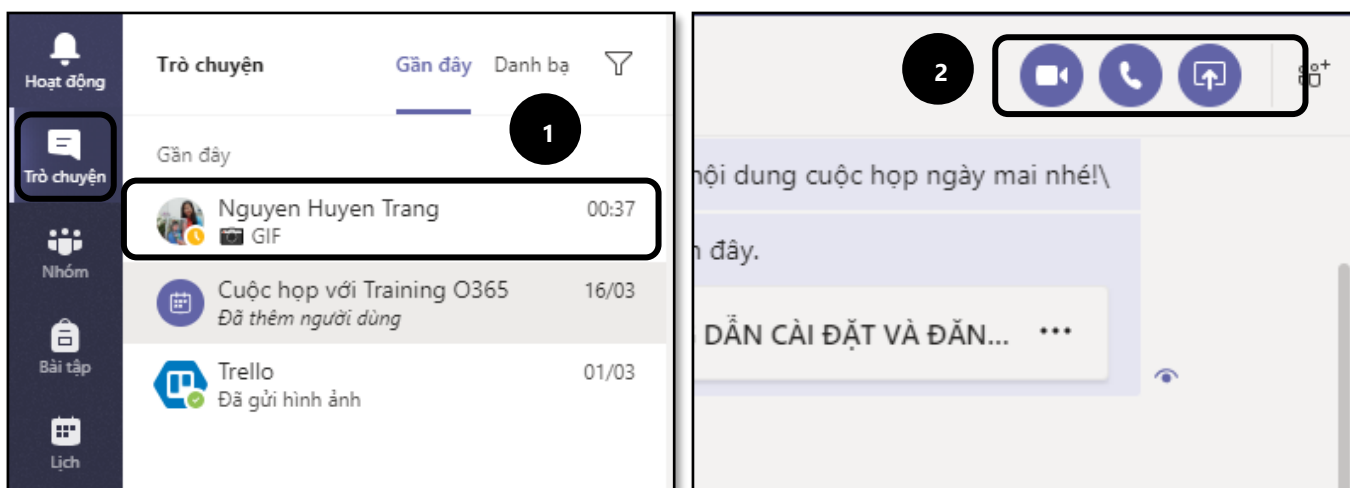 Hoạt động
Trò chuyện
Nhóm
Bài tập
Lịch
Trò chuyện Gần đây Danh bạ
1
Gần đây
Nguyen Huyen Trang 00:37
GIF
Cuộc họp với Training O365 16/03
Đã thêm người dùng
Trello 01/03
Đã gửi hình ảnh
2
nội dung cuộc họp ngày mai nhé!\
đây.
DẪN CÀI ĐẶT VÀ ĐĂN...